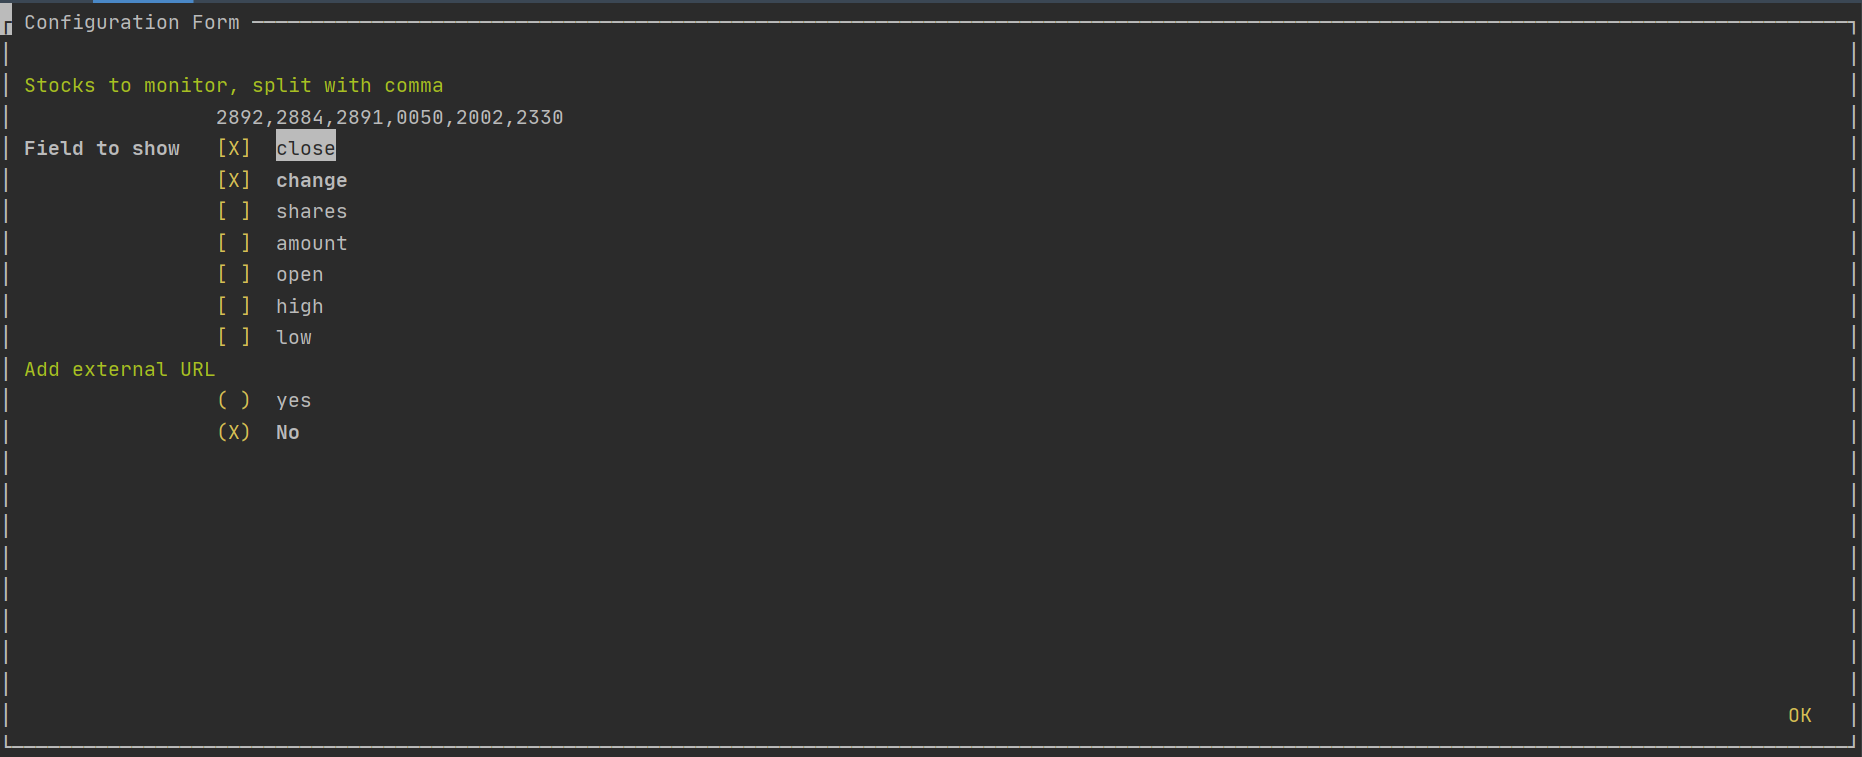 Configuration Form
Stocks to monitor, split with comma
2892,2884,2891,0050,2002,2330
Field to show [X] close
[X] change
[ ] shares
[ ] amount
[ ] open
[ ] high
[ ] low
Add external URL
( ) yes
(X) No
OK